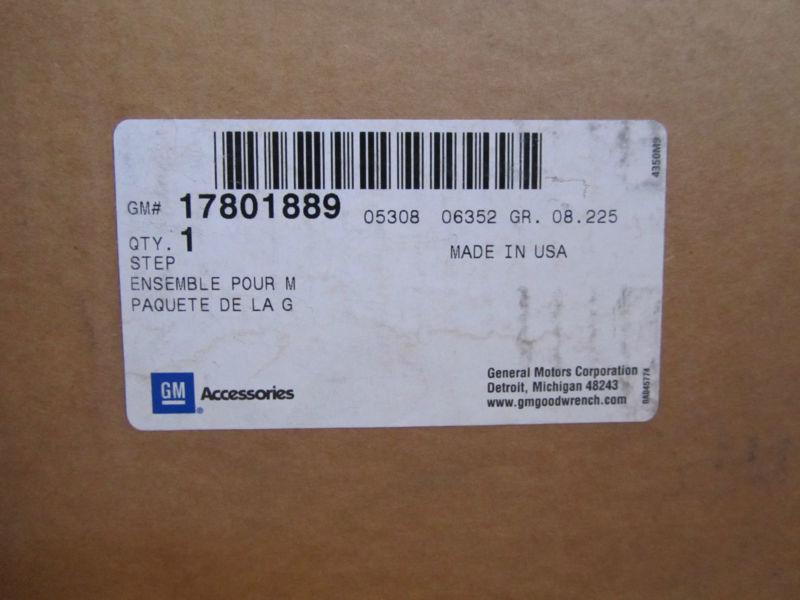 4350M9
GM# 17801889 05308 06352 GR. 08.225
QTY. 1 MADE IN USA
STEP
ENSEMBLE POUR M
PAQUETE DE LA G
GM Accessories
General Motors Corporation
Detroit, Michigan 48243
www.gmgoodwrench.com